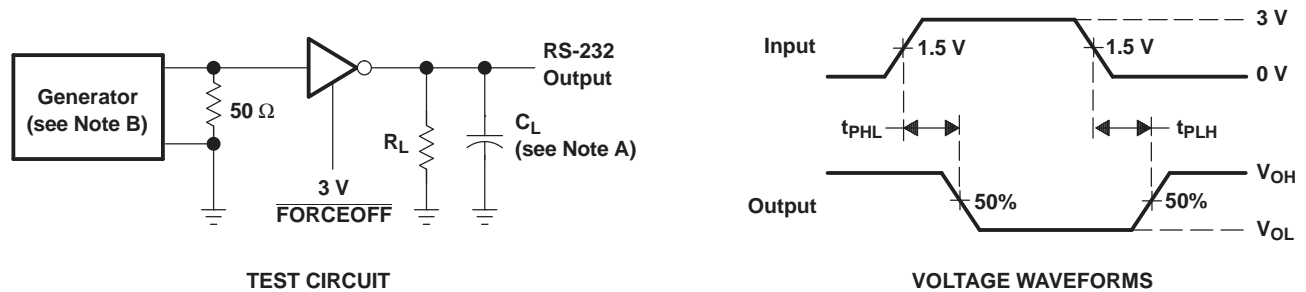 Generator
(see Note B)
50 Ω
3 V
FORCEOFF
R_L
C_L
(see Note A)
RS-232
Output
TEST CIRCUIT
Input
1.5 V
1.5 V
3 V
0 V
t_PHL
t_PLH
Output
50%
50%
V_OH
V_OL
VOLTAGE WAVEFORMS